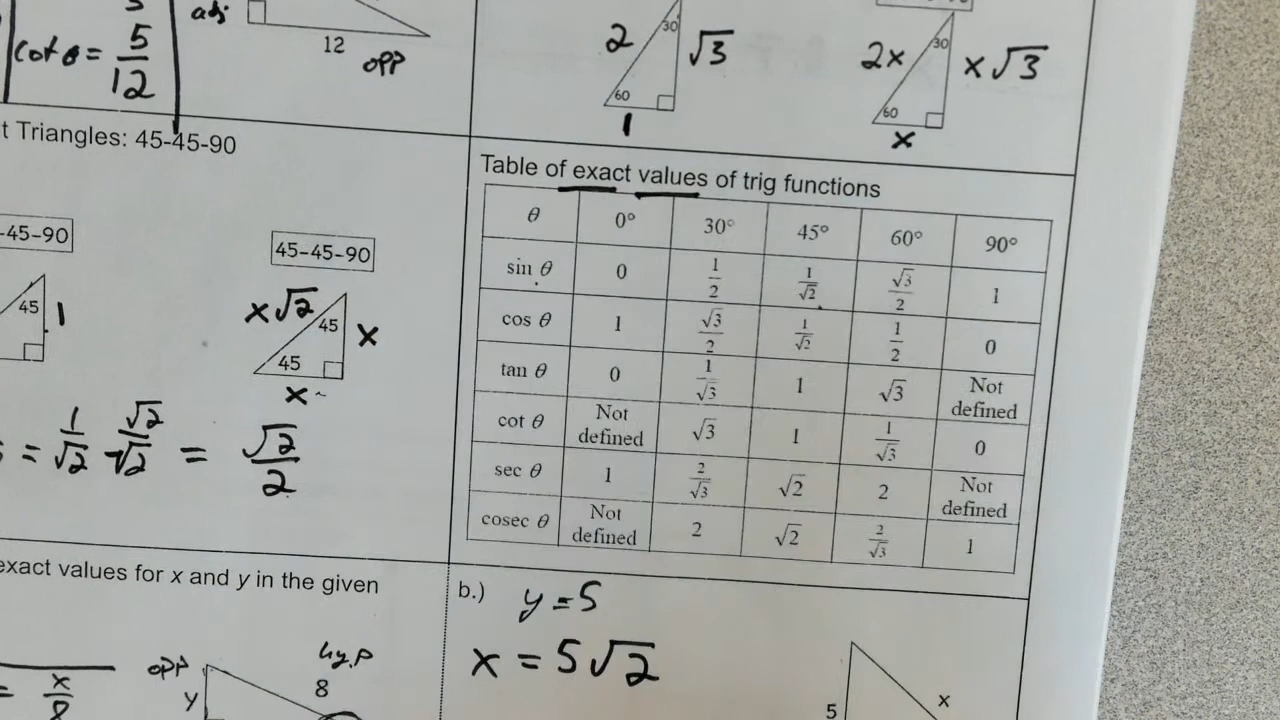 adj
cot θ = 5/12
12
opp
2
30
√3
60
1
2x
30
x√3
60
x
t Triangles: 45-45-90
-45-90
45
1
45-45-90
x√2
45
x
45
x
= 1/√2 √2/√2 = √2/2
Table of exact values of trig functions
θ 0° 30° 45° 60° 90°
sin θ 0 1/2 1/√2 √3/2 1
cos θ 1 √3/2 1/√2 1/2 0
tan θ 0 1/√3 1 √3 Not defined
cot θ Not defined √3 1 1/√3 0
sec θ 1 2/√3 √2 2 Not defined
cosec θ Not defined 2 √2 2/√3 1
exact values for x and y in the given
opp
hyp
8
y
= x/8
b.) y = 5
x = 5√2
5
x